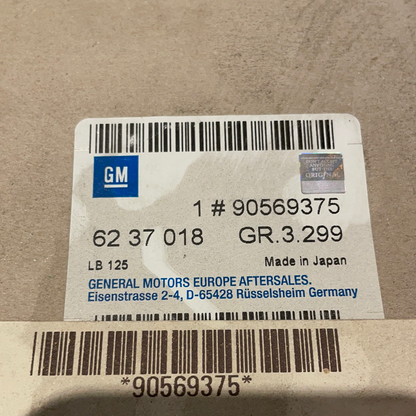 GM
ORIGINAL
1 # 90569375
62 37 018 GR.3.299
LB 125 Made in Japan
GENERAL MOTORS EUROPE AFTERSALES.
Eisenstrasse 2-4, D-65428 Rüsselsheim Germany
*90569375*